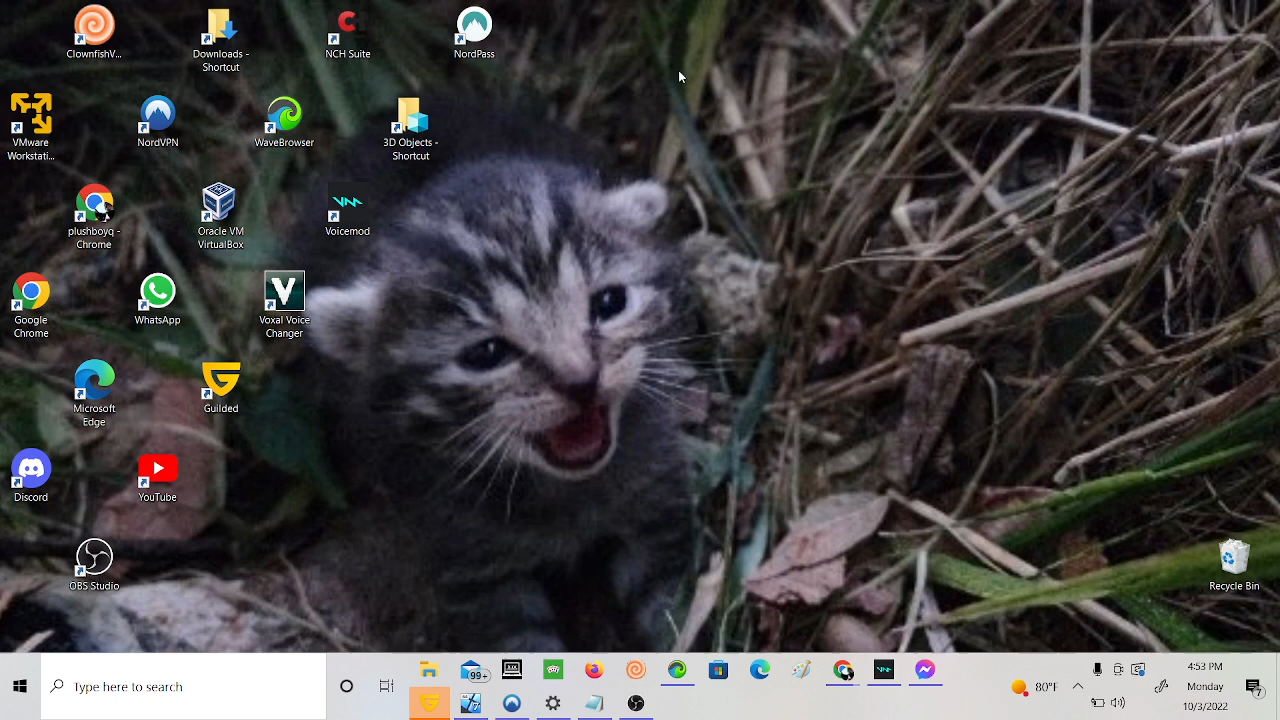 ClownfishV...
Downloads -
Shortcut
NCH Suite
NordPass
VMware
Workstati...
NordVPN
WaveBrowser
3D Objects -
Shortcut
plushboyq -
Chrome
Oracle VM
VirtualBox
Voicemod
Google
Chrome
WhatsApp
Voxal Voice
Changer
Microsoft
Edge
Guilded
Discord
YouTube
OBS Studio
Recycle Bin
Type here to search
99+
80°F
4:53 PM
Monday
10/3/2022
7